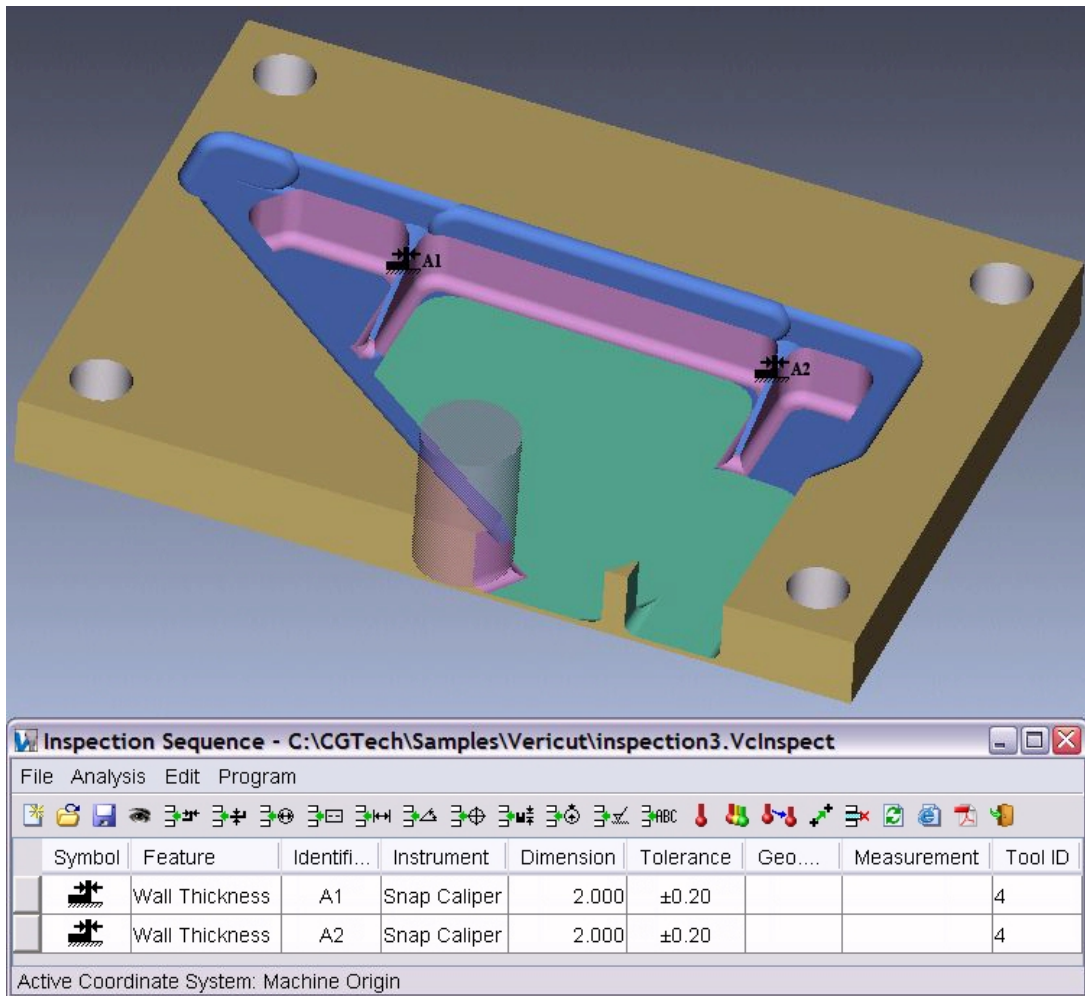 A1
A2
Inspection Sequence - C:\CGTech\Samples\Vericut\inspection3.VcInspect
File Analysis Edit Program
ABC
Symbol Feature Identifi... Instrument Dimension Tolerance Geo.... Measurement Tool ID
Wall Thickness A1 Snap Caliper 2.000 ±0.20 4
Wall Thickness A2 Snap Caliper 2.000 ±0.20 4
Active Coordinate System: Machine Origin